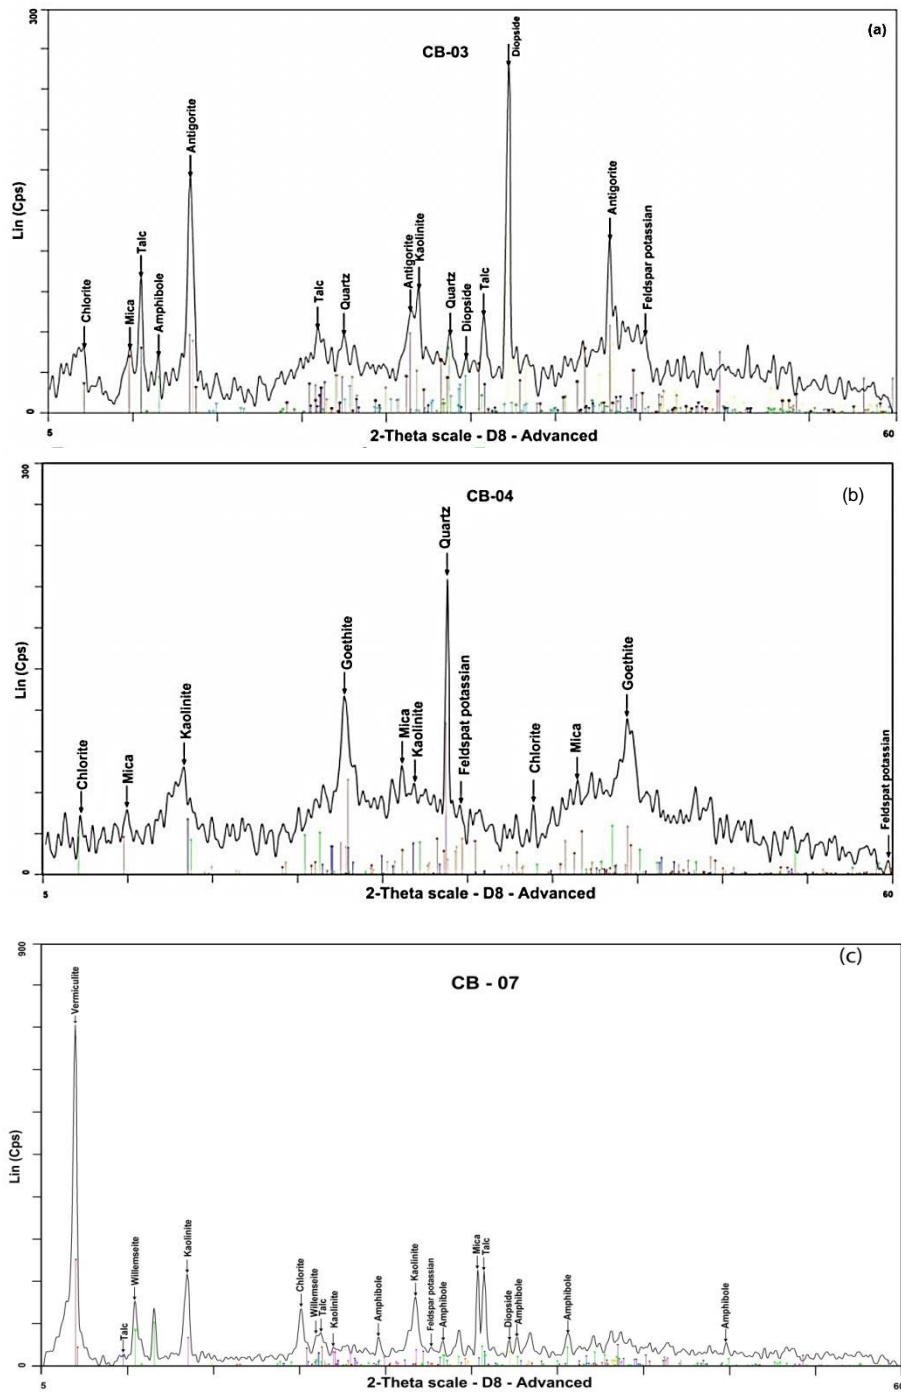 300
(a)
CB-03
Diopside
Antigorite
Talc
Chlorite
Mica
Amphibole
Talc
Quartz
Antigorite
Kaolinite
Quartz
Diopside
Talc
Antigorite
Feldspar potassian
Lin (Cps)
0
5
60
2-Theta scale - D8 - Advanced
300
CB-04
(b)
Quartz
Chlorite
Mica
Kaolinite
Goethite
Mica
Kaolinite
Feldspat potassian
Chlorite
Mica
Goethite
Feldspat potassian
Lin (Cps)
0
5
60
2-Theta scale - D8 - Advanced
900
(c)
CB - 07
Vermiculite
Talc
Willemseite
Kaolinite
Chlorite
Willemseite
Talc
Kaolinite
Amphibole
Kaolinite
Feldspar potassian
Amphibole
Mica
Talc
Diopside
Amphibole
Amphibole
Amphibole
Lin (Cps)
0
5
2-Theta scale - D8 - Advanced